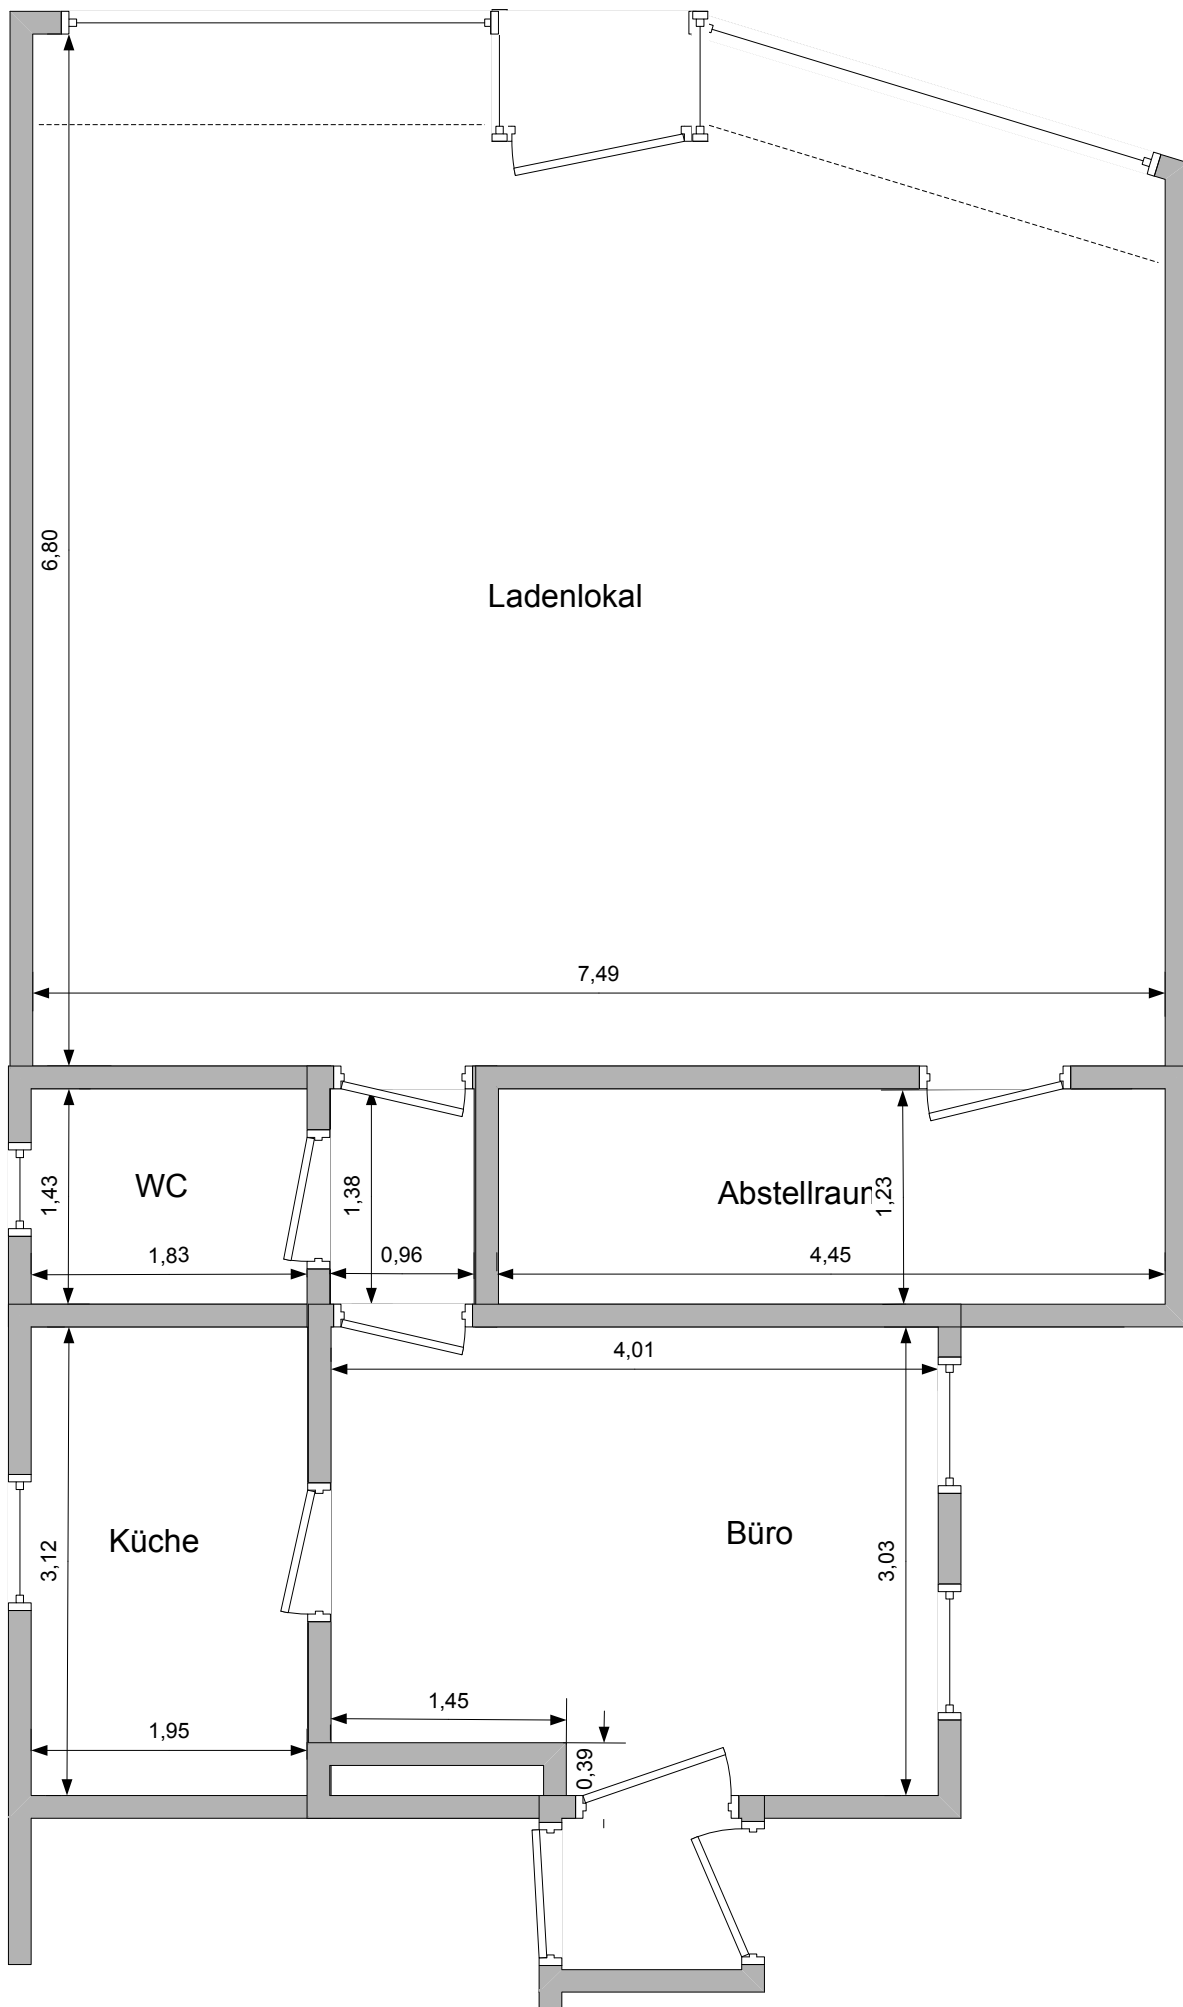 6,80
Ladenlokal
7,49
WC
1,43
1,83
1,38
0,96
Abstellraum
1,23
4,45
4,01
Küche
3,12
1,95
Büro
3,03
1,45
0,39